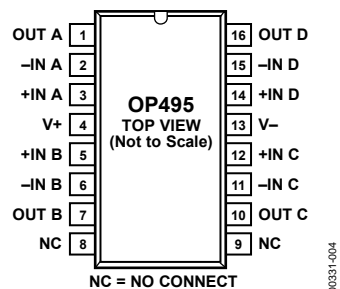 OUT A 1 16 OUT D
–IN A 2 15 –IN D
+IN A 3 14 +IN D
OP495
V+ 4 TOP VIEW 13 V–
(Not to Scale)
+IN B 5 12 +IN C
–IN B 6 11 –IN C
OUT B 7 10 OUT C
NC 8 9 NC
NC = NO CONNECT
00331-004